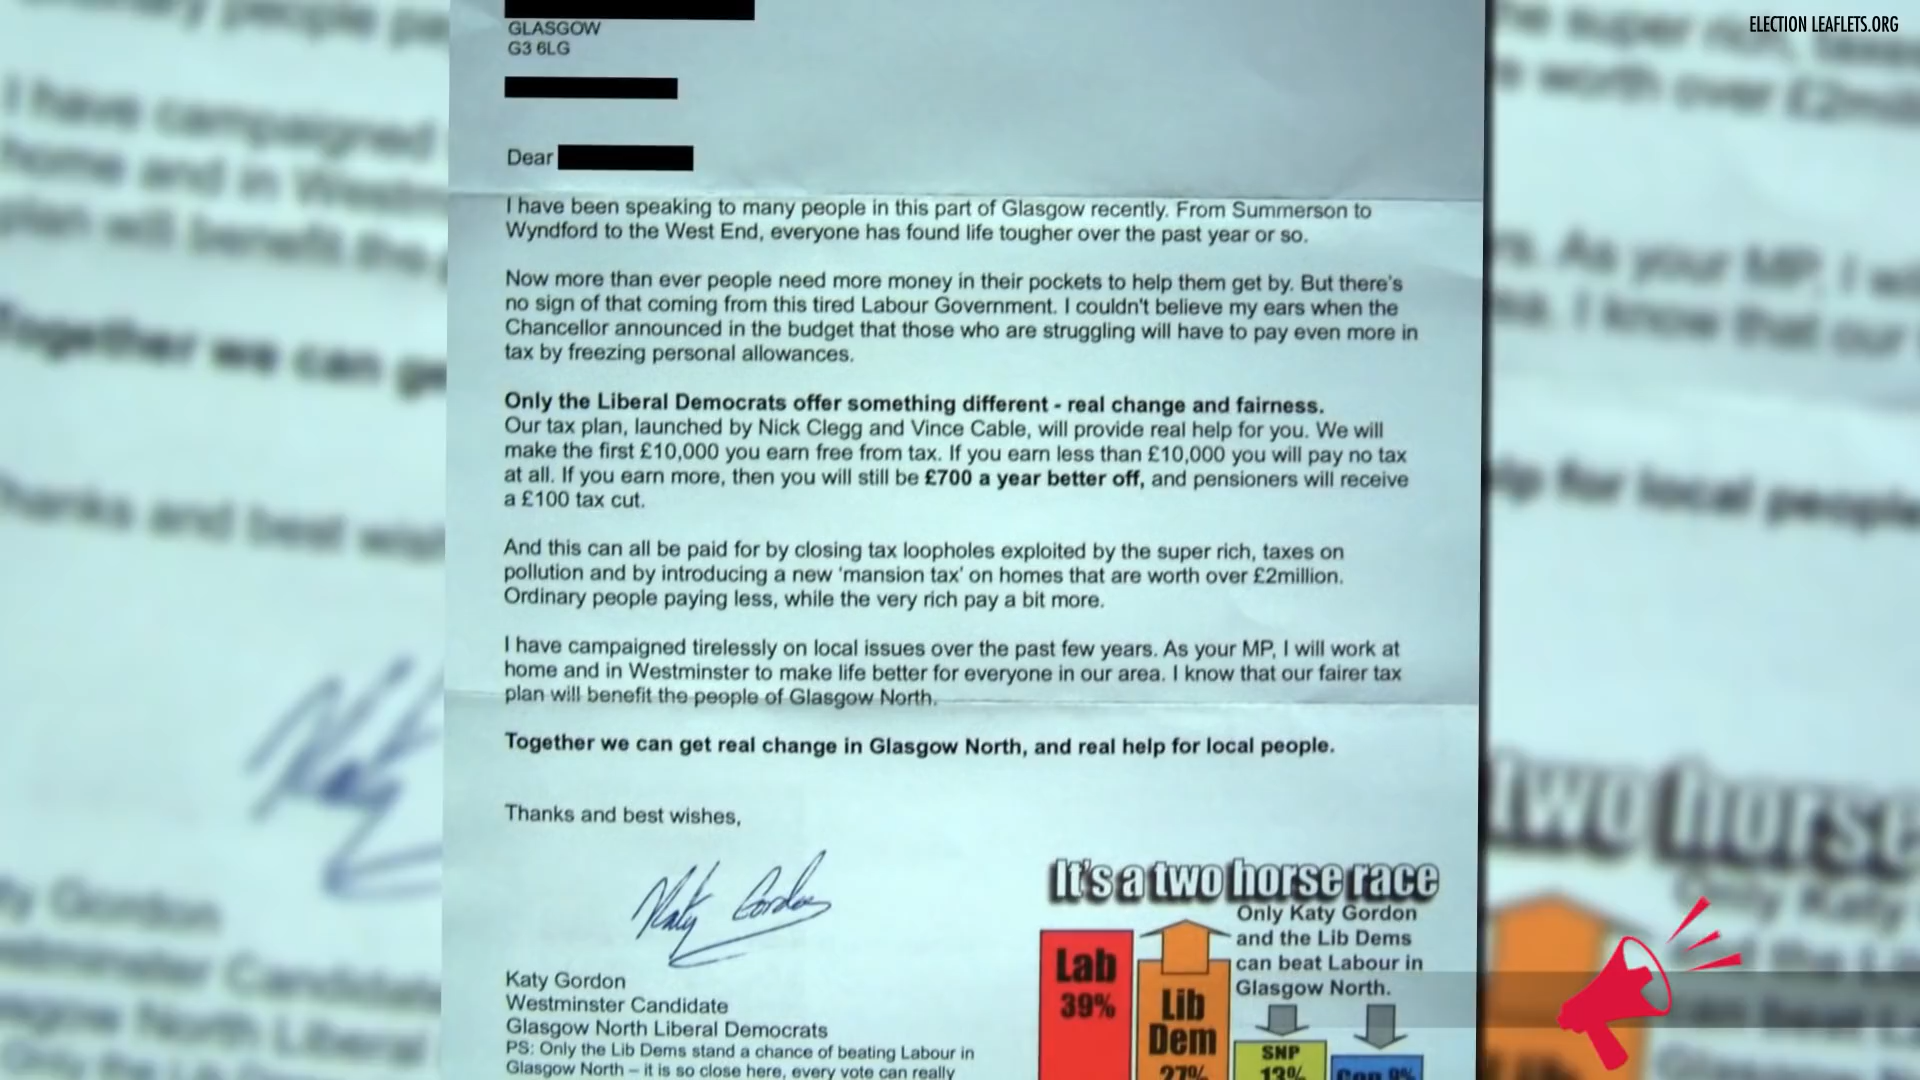 ELECTION LEAFLETS.ORG
GLASGOW
G3 6LG
Dear
I have been speaking to many people in this part of Glasgow recently. From Summerson to
Wyndford to the West End, everyone has found life tougher over the past year or so.
Now more than ever people need more money in their pockets to help them get by. But there's
no sign of that coming from this tired Labour Government. I couldn't believe my ears when the
Chancellor announced in the budget that those who are struggling will have to pay even more in
tax by freezing personal allowances.
Only the Liberal Democrats offer something different - real change and fairness.
Our tax plan, launched by Nick Clegg and Vince Cable, will provide real help for you. We will
make the first £10,000 you earn free from tax. If you earn less than £10,000 you will pay no tax
at all. If you earn more, then you will still be £700 a year better off, and pensioners will receive
a £100 tax cut.
And this can all be paid for by closing tax loopholes exploited by the super rich, taxes on
pollution and by introducing a new 'mansion tax' on homes that are worth over £2million.
Ordinary people paying less, while the very rich pay a bit more.
I have campaigned tirelessly on local issues over the past few years. As your MP, I will work at
home and in Westminster to make life better for everyone in our area. I know that our fairer tax
plan will benefit the people of Glasgow North.
Together we can get real change in Glasgow North, and real help for local people.
Thanks and best wishes,
Katy Gordon
Katy Gordon
Westminster Candidate
Glasgow North Liberal Democrats
PS: Only the Lib Dems stand a chance of beating Labour in
Glasgow North – it is so close here, every vote can really
It's a two horse race
Only Katy Gordon
and the Lib Dems
can beat Labour in
Glasgow North.
Lab
39%
Lib
Dem
27%
SNP
13%
Con 9%